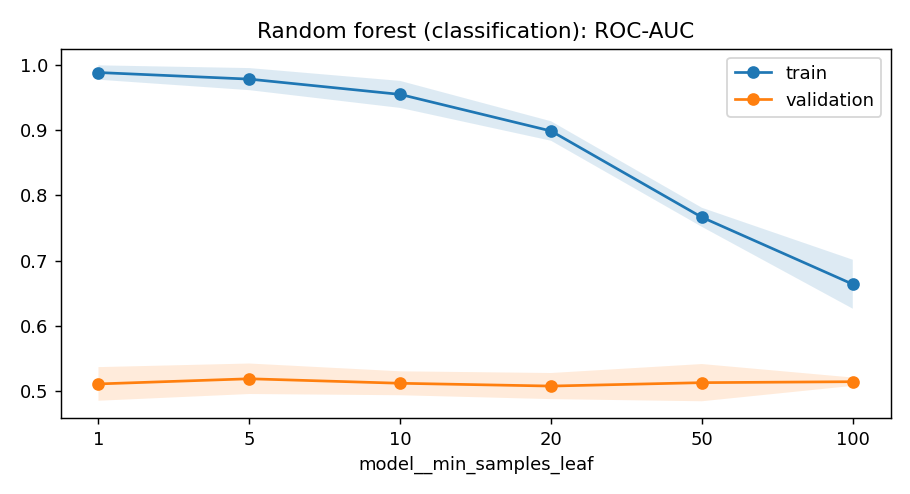 Random forest (classification): ROC-AUC
1.0
0.9
0.8
0.7
0.6
0.5
train
validation
1 5 10 20 50 100
model__min_samples_leaf